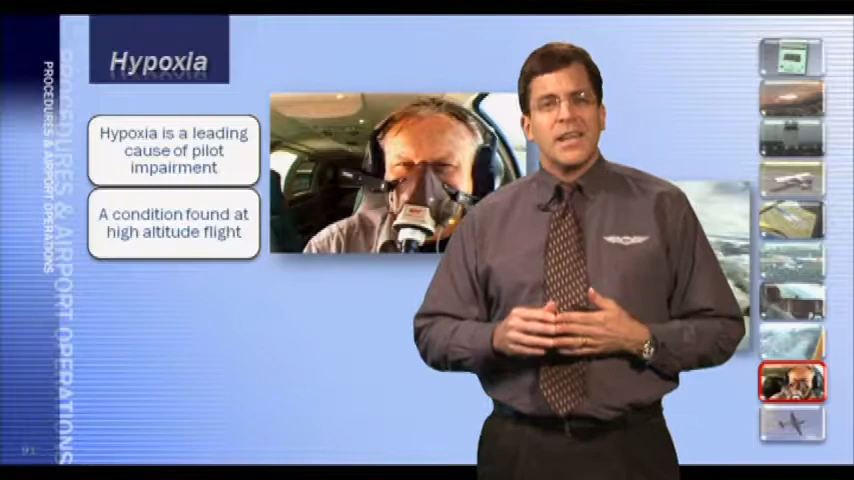 Hypoxia
Hypoxia is a leading
cause of pilot
impairment
A condition found at
high altitude flight
PROCEDURES & AIRPORT OPERATIONS
PROCEDURES & AIRPORT OPERATIONS
91